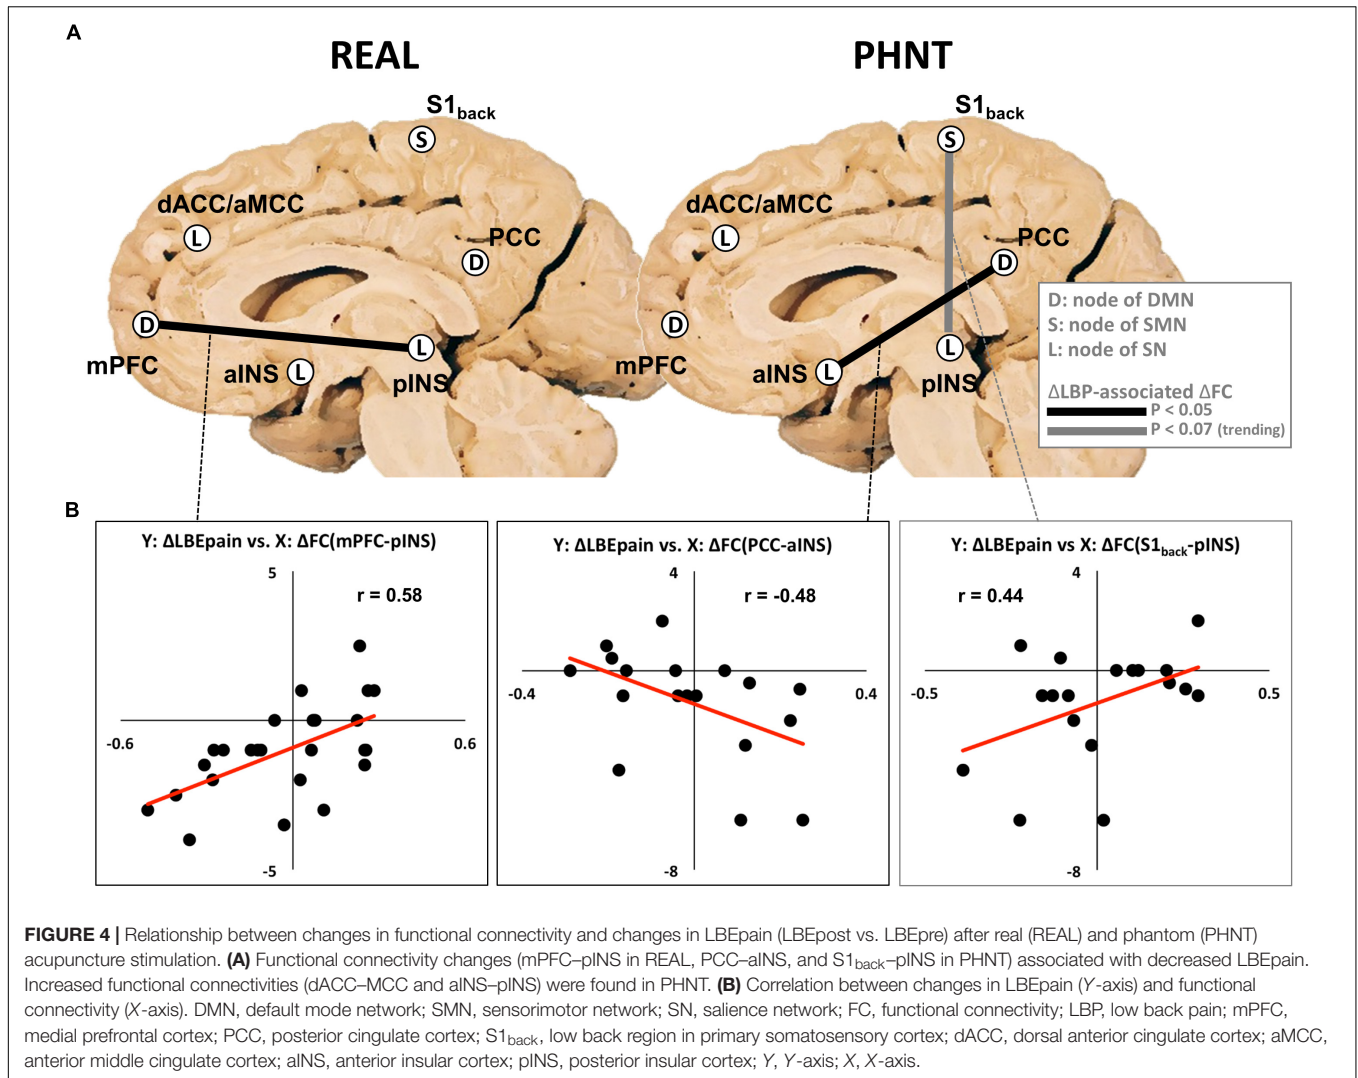 A
REAL
PHNT
S1back
S
dACC/aMCC
L
PCC
D
D
mPFC
aINS
L
L
pINS
S1back
S
dACC/aMCC
L
PCC
D
D
mPFC
aINS
L
L
pINS
D: node of DMN
S: node of SMN
L: node of SN
ΔLBP-associated ΔFC
P < 0.05
P < 0.07 (trending)
B
Y: ΔLBEpain vs. X: ΔFC(mPFC-pINS)
5
r = 0.58
-0.6
0.6
-5
Y: ΔLBEpain vs. X: ΔFC(PCC-aINS)
4
r = -0.48
-0.4
0.4
-8
Y: ΔLBEpain vs X: ΔFC(S1back-pINS)
4
r = 0.44
-0.5
0.5
-8
FIGURE 4 | Relationship between changes in functional connectivity and changes in LBEpain (LBEpost vs. LBEpre) after real (REAL) and phantom (PHNT)
acupuncture stimulation. (A) Functional connectivity changes (mPFC–pINS in REAL, PCC–aINS, and S1back–pINS in PHNT) associated with decreased LBEpain.
Increased functional connectivities (dACC–MCC and aINS–pINS) were found in PHNT. (B) Correlation between changes in LBEpain (Y-axis) and functional
connectivity (X-axis). DMN, default mode network; SMN, sensorimotor network; SN, salience network; FC, functional connectivity; LBP, low back pain; mPFC,
medial prefrontal cortex; PCC, posterior cingulate cortex; S1back, low back region in primary somatosensory cortex; dACC, dorsal anterior cingulate cortex; aMCC,
anterior middle cingulate cortex; aINS, anterior insular cortex; pINS, posterior insular cortex; Y, Y-axis; X, X-axis.